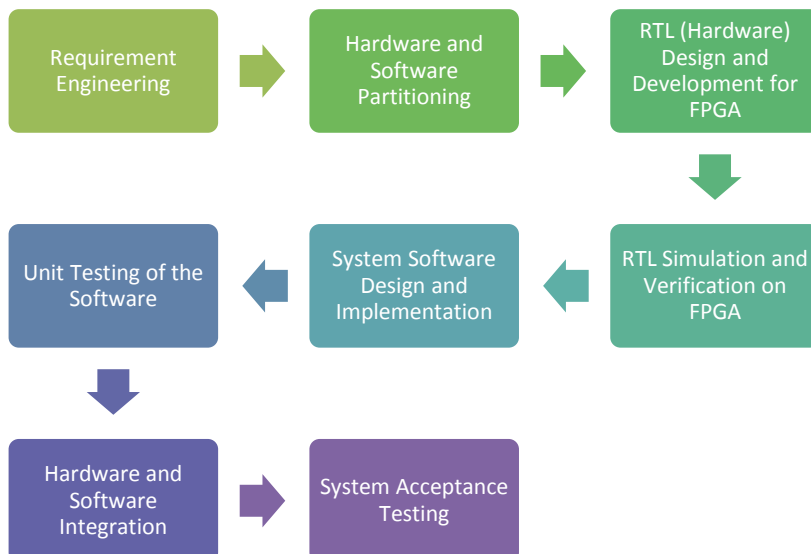 Requirement
Engineering
Hardware and
Software
Partitioning
RTL (Hardware)
Design and
Development for
FPGA
RTL Simulation and
Verification on
FPGA
System Software
Design and
Implementation
Unit Testing of the
Software
Hardware and
Software
Integration
System Acceptance
Testing